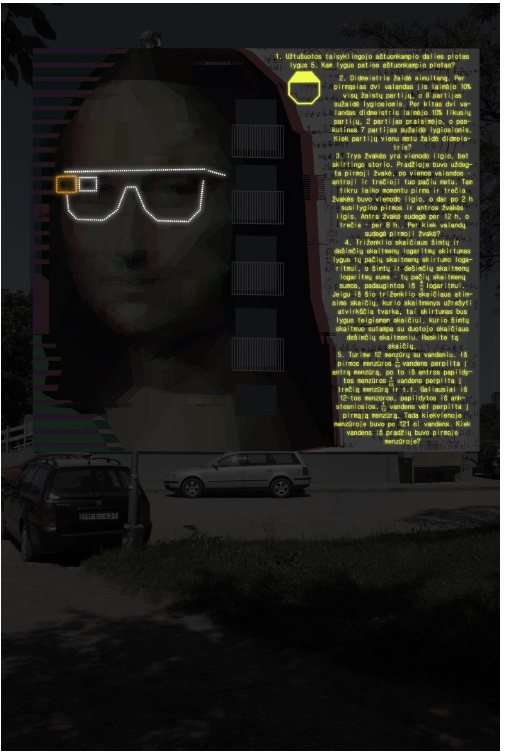 1. Užtušuotos taisyklingojo aštuonkampio dalies plotas
lygus 5. Kam lygus paties aštuonkampio plotas?
2. Didmeistris žaidė simultaną. Per
pirmąsias dvi valandas jis laimėjo 10%
visų žaistų partijų, o 8 partijas
sužaidė lygiosiomis. Per kitas dvi va-
landas didmeistris laimėjo 10% likusių
partijų, 2 partijas pralaimėjo, o pas-
kutines 7 partijas sužaidė lygiosiomis.
Kiek partijų vienu metu žaidė didmeis-
tris?
3. Trys žvakės yra vienodo ilgio, bet
skirtingo storio. Pradžioje buvo uždeg-
ta pirmoji žvakė, po vienos valandos -
antroji ir trečioji tuo pačiu metu. Tam
tikru laiko momentu pirma ir trečia
žvakės buvo vienodo ilgio, o dar po 2 h
susilygino pirmos ir antros žvakės
ilgis. Antra žvakė sudegė per 12 h, o
trečia - per 8 h. Per kiek valandų
sudegė pirmoji žvakė?
4. Triženklio skaičiaus šimtų ir
dešimčių skaitmenų logaritmų skirtumas
lygus tų pačių skaitmenų skirtumo loga-
ritmui, o šimtų ir dešimčių skaitmenų
logaritmų suma - tų pačių skaitmenų
sumos, padaugintos iš logaritmui.
Jeigu iš šio triženklio skaičiaus atim-
sime skaičių, kurio skaitmenys užrašyti
atvirkščia tvarka, tai skirtumas bus
lygus teigiamam skaičiui, kurio šimtų
skaitmuo sutampa su duotojo skaičiaus
dešimčių skaitmeniu. Raskite tą
skaičių.
5. Turime 12 menzūrų su vandeniu. Iš
pirmos menzūros vandens perpilta į
antrą menzūrą, po to iš antros papildy-
tos menzūros vandens perpilta į
trečią menzūrą ir t.t. Galiausiai iš
12-tos menzūros, papildytos iš ank-
stesniosios, vandens vėl perpilta į
pirmąją menzūrą. Tada kiekvienoje
menzūroje buvo po 121 ml vandens. Kiek
vandens iš pradžių buvo pirmoje
menzūroje?